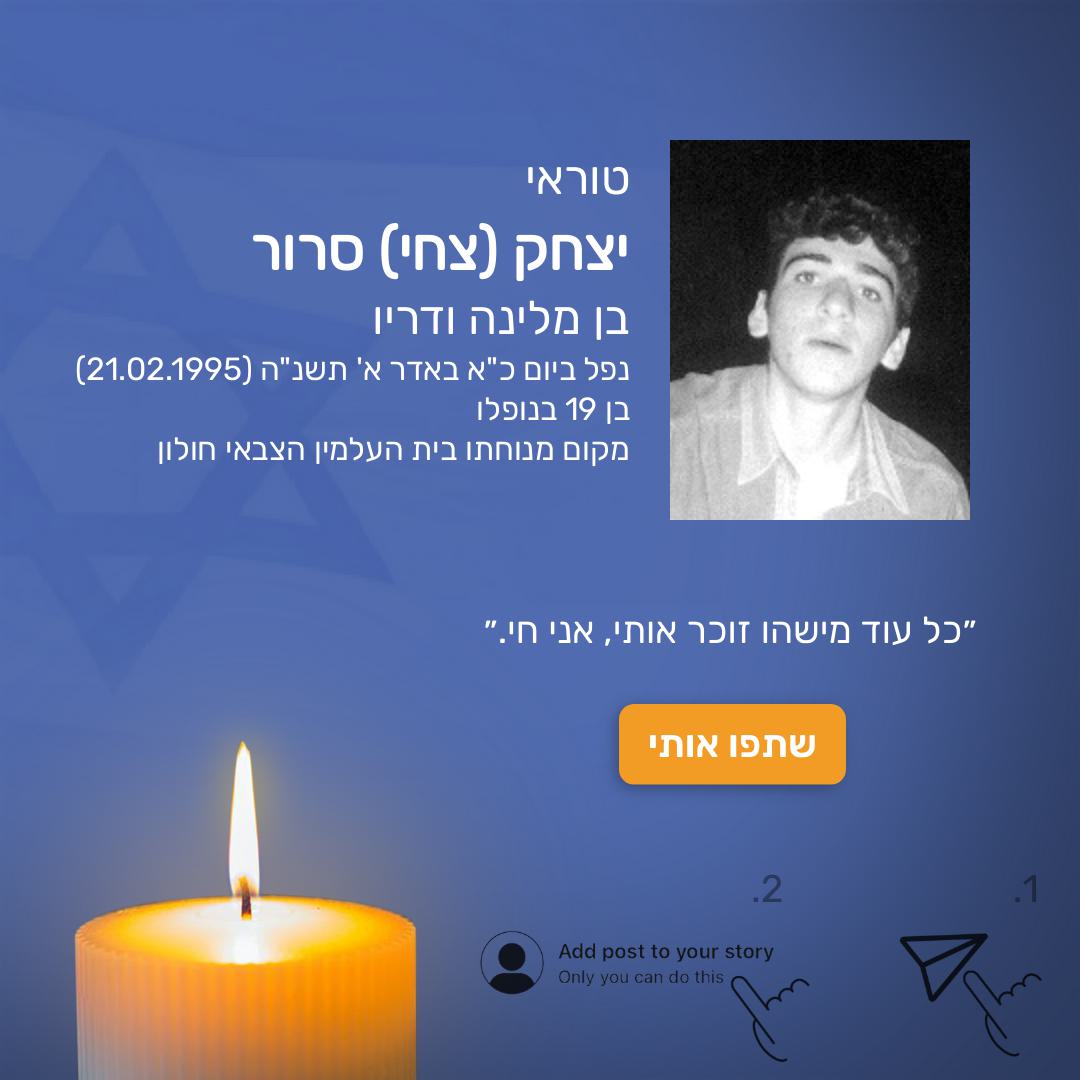 טוראי
יצחק (צחי) סרור
בן מלינה ודריו
נפל ביום כ"א באדר א' תשנ"ה (21.02.1995)
בן 19 בנופלו
מקום מנוחתו בית העלמין הצבאי חולון
״כל עוד מישהו זוכר אותי, אני חי.״
שתפו אותי
1.
2.
Add post to your story
Only you can do this